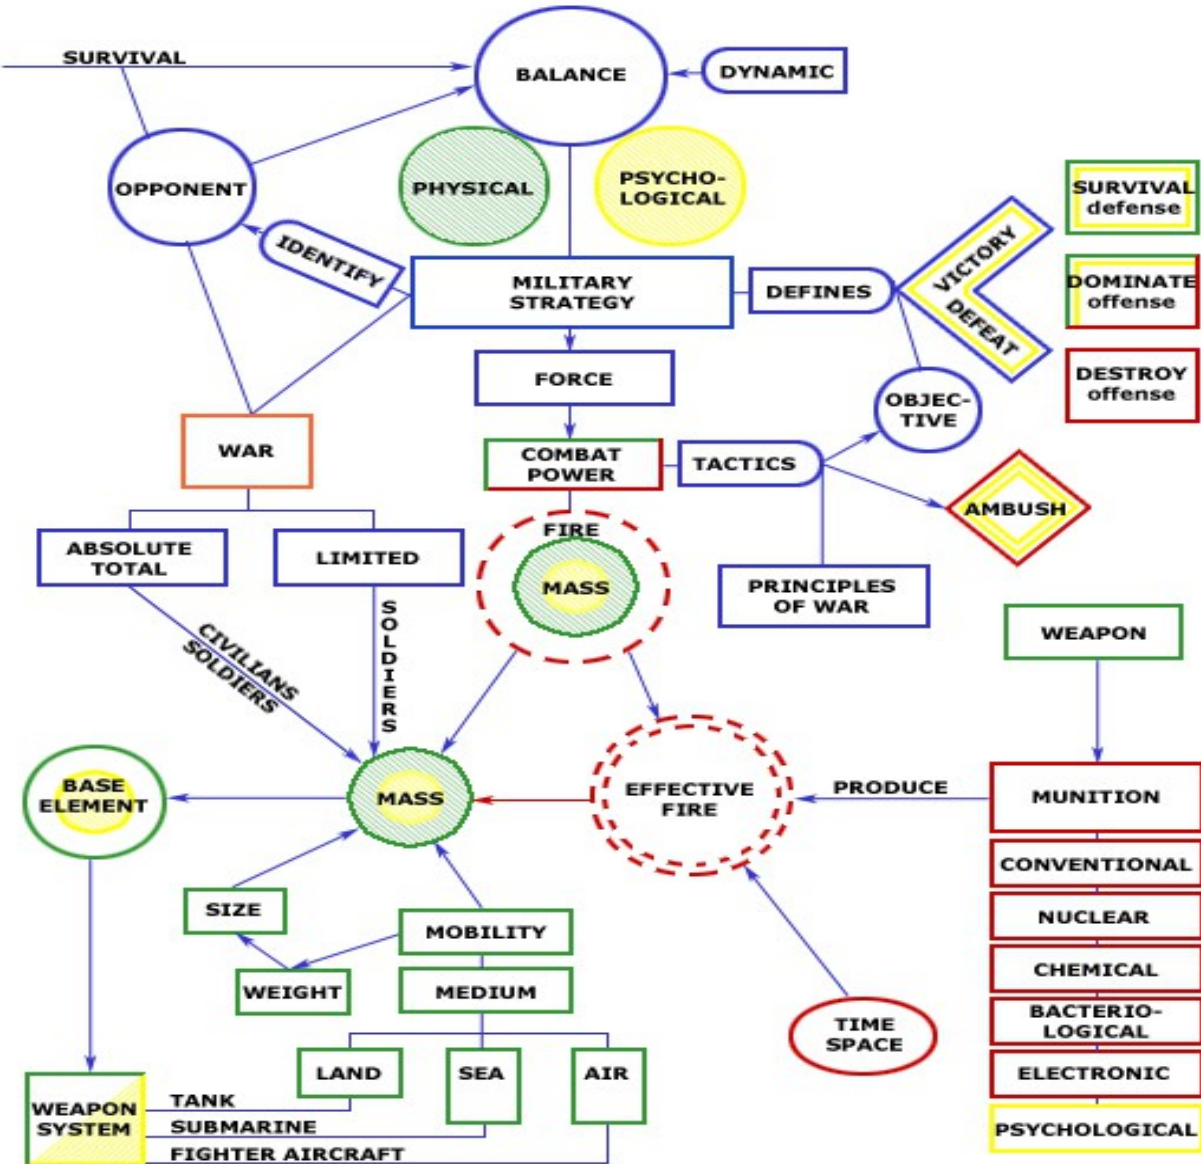 SURVIVAL
BALANCE
DYNAMIC
OPPONENT
PHYSICAL
PSYCHO-
LOGICAL
SURVIVAL
defense
IDENTIFY
MILITARY
STRATEGY
DEFINES
VICTORY
DEFEAT
DOMINATE
offense
FORCE
DESTROY
offense
OBJEC-
TIVE
WAR
COMBAT
POWER
TACTICS
AMBUSH
ABSOLUTE
TOTAL
LIMITED
FIRE
MASS
PRINCIPLES
OF WAR
CIVILIANS
SOLDIERS
SOLDIERS
WEAPON
BASE
ELEMENT
MASS
EFFECTIVE
FIRE
PRODUCE
MUNITION
CONVENTIONAL
NUCLEAR
CHEMICAL
BACTERIO-
LOGICAL
ELECTRONIC
PSYCHOLOGICAL
SIZE
MOBILITY
WEIGHT
MEDIUM
TIME
SPACE
LAND
SEA
AIR
WEAPON
SYSTEM
TANK
SUBMARINE
FIGHTER AIRCRAFT